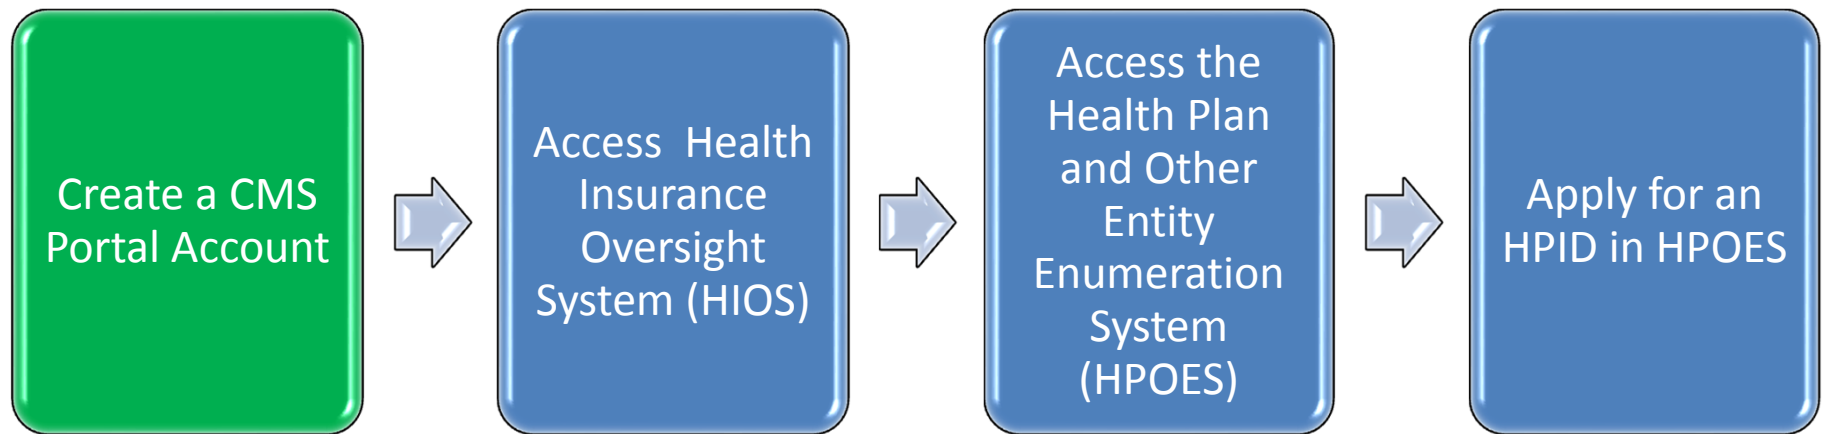 Create a CMS
Portal Account
Access  Health
Insurance
Oversight
System (HIOS)
Access the
Health Plan
and Other
Entity
Enumeration
System
(HPOES)
Apply for an
HPID in HPOES